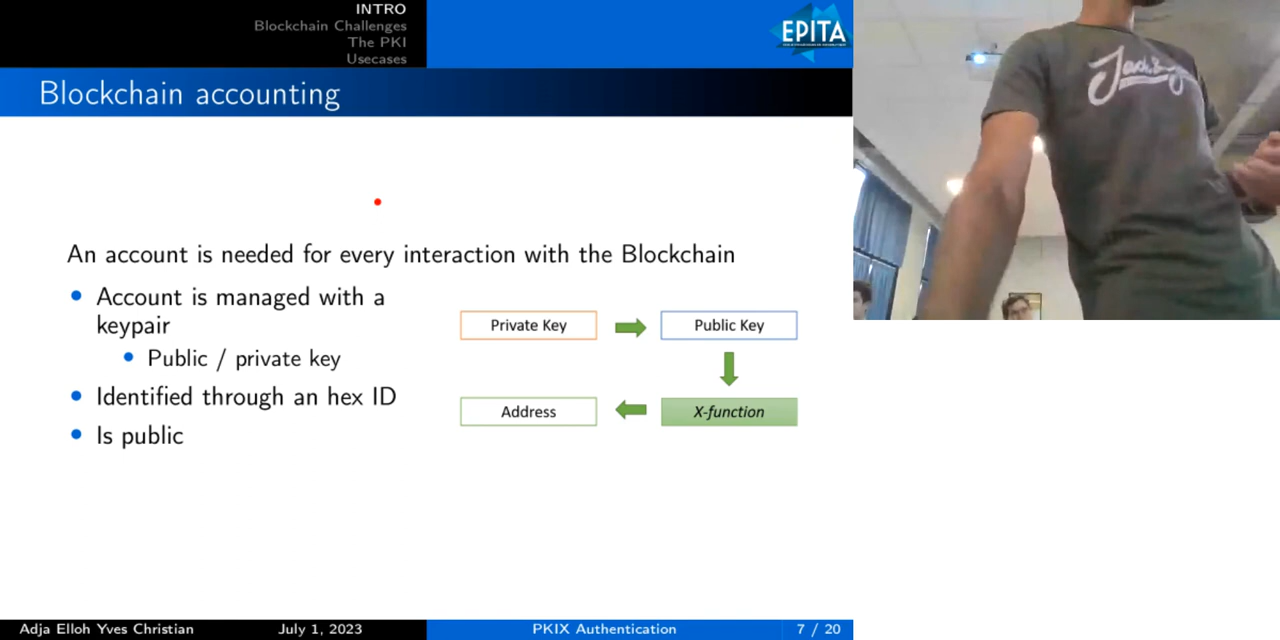 INTRO
Blockchain Challenges
The PKI
Usecases
EPITA
Blockchain accounting
An account is needed for every interaction with the Blockchain
Account is managed with a
keypair
Public / private key
Identified through an hex ID
Is public
Private Key
Public Key
Address
X-function
Adja Elloh Yves Christian
July 1, 2023
PKIX Authentication
7 / 20